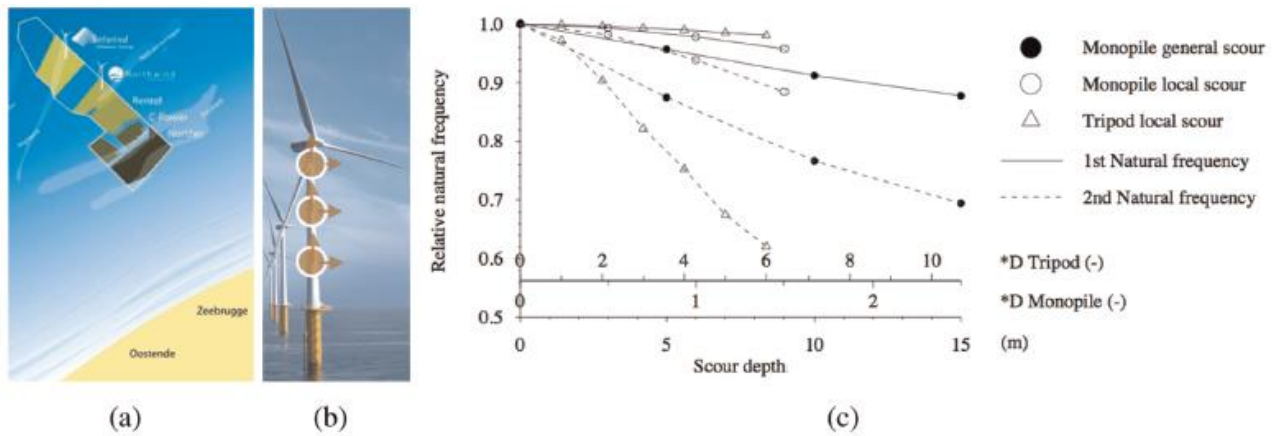 Northwind
Rentel
C-Power
Norther
Zeebrugge
Oostende
(a)
(b)
Relative natural frequency
1.0
0.9
0.8
0.7
0.6
0.5
0 2 4 6 8 10
0 1 2
0 5 10 15
Scour depth
*D Tripod (-)
*D Monopile (-)
(m)
Monopile general scour
Monopile local scour
Tripod local scour
1st Natural frequency
2nd Natural frequency
(c)